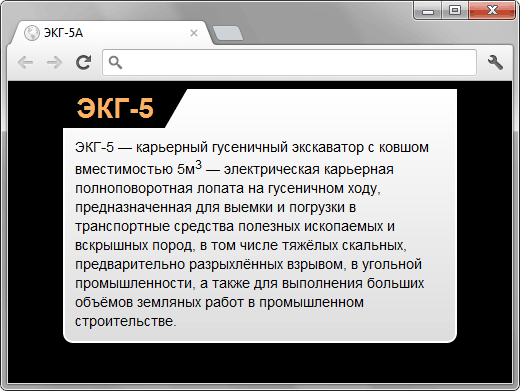 ЭКГ-5А
ЭКГ-5
ЭКГ-5 — карьерный гусеничный экскаватор с ковшом
вместимостью 5м³ — электрическая карьерная
полноповоротная лопата на гусеничном ходу,
предназначенная для выемки и погрузки в
транспортные средства полезных ископаемых и
вскрышных пород, в том числе тяжёлых скальных,
предварительно разрыхлённых взрывом, в угольной
промышленности, а также для выполнения больших
объёмов земляных работ в промышленном
строительстве.